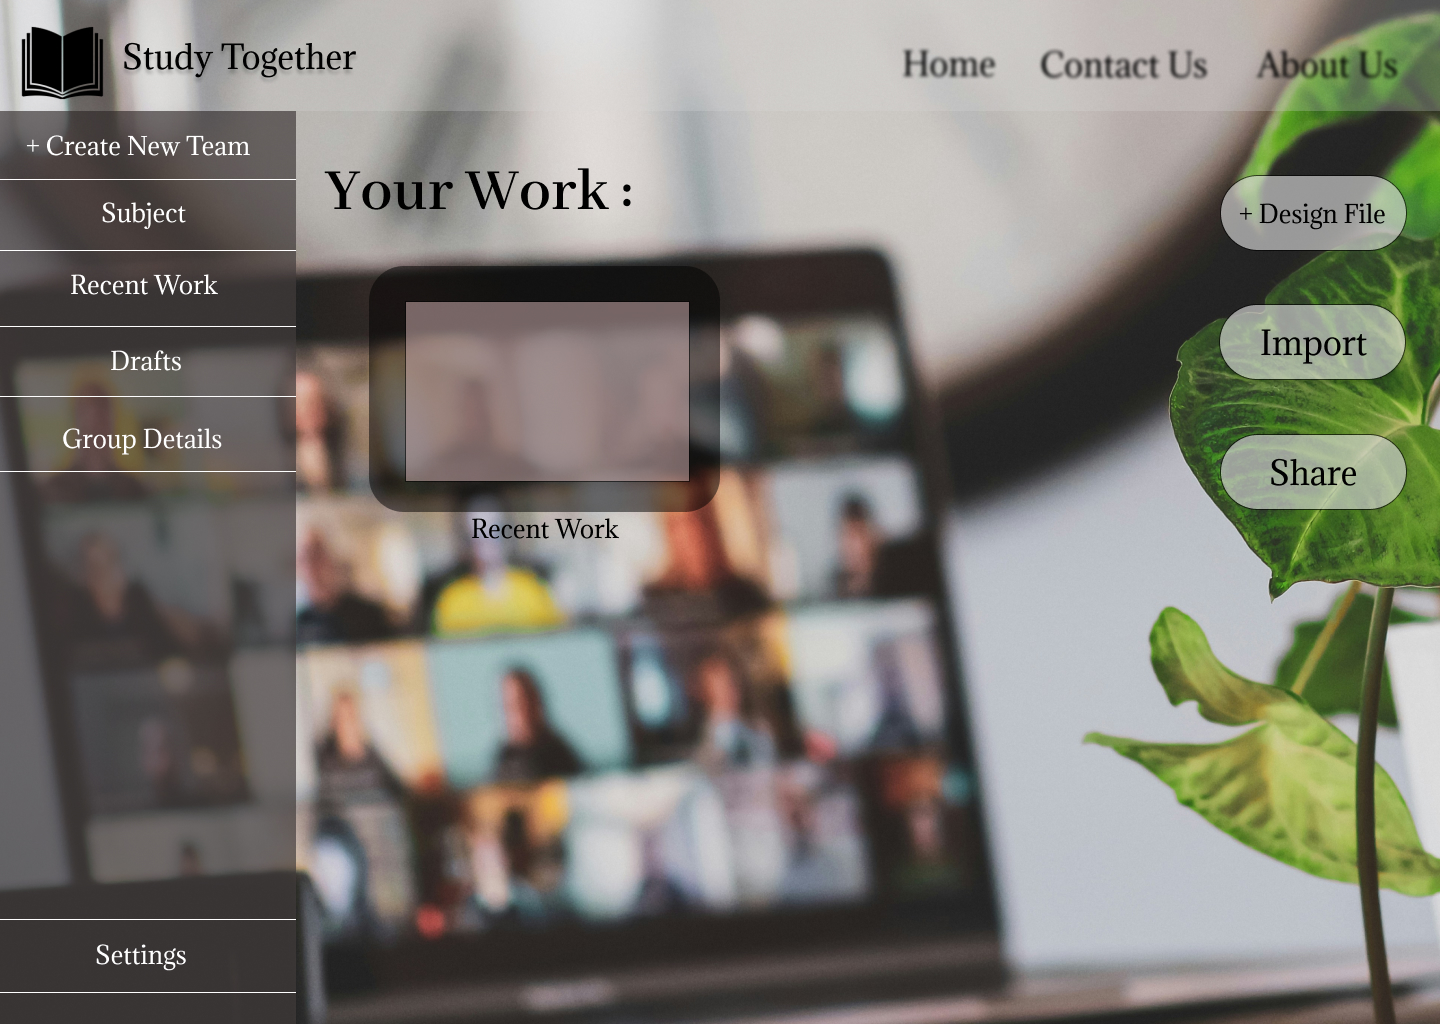 Study Together
Home
Contact Us
About Us
+ Create New Team
Subject
Recent Work
Drafts
Group Details
Settings
Your Work :
Recent Work
+ Design File
Import
Share